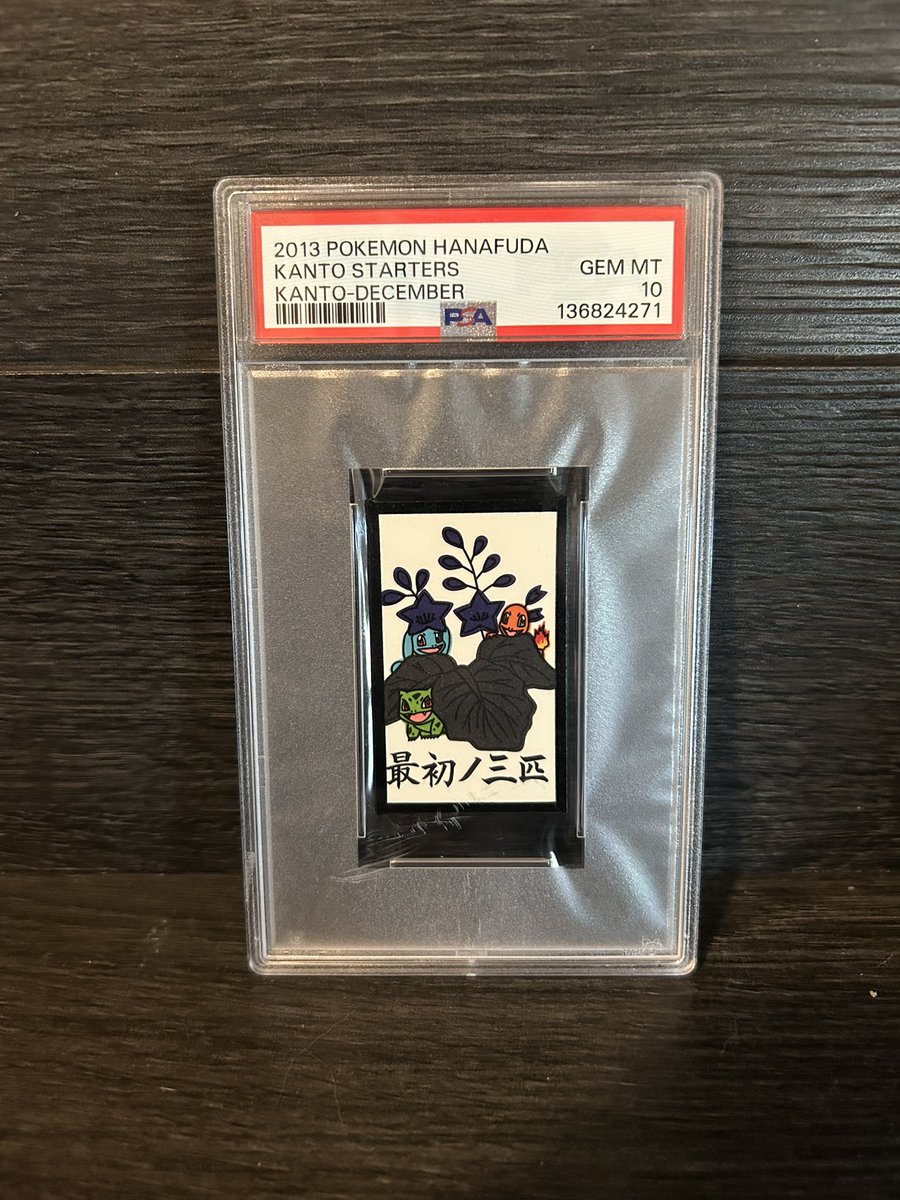 2013 POKEMON HANAFUDA
KANTO STARTERS GEM MT
KANTO-DECEMBER 10
PSA 136824271
最初ノ三匹